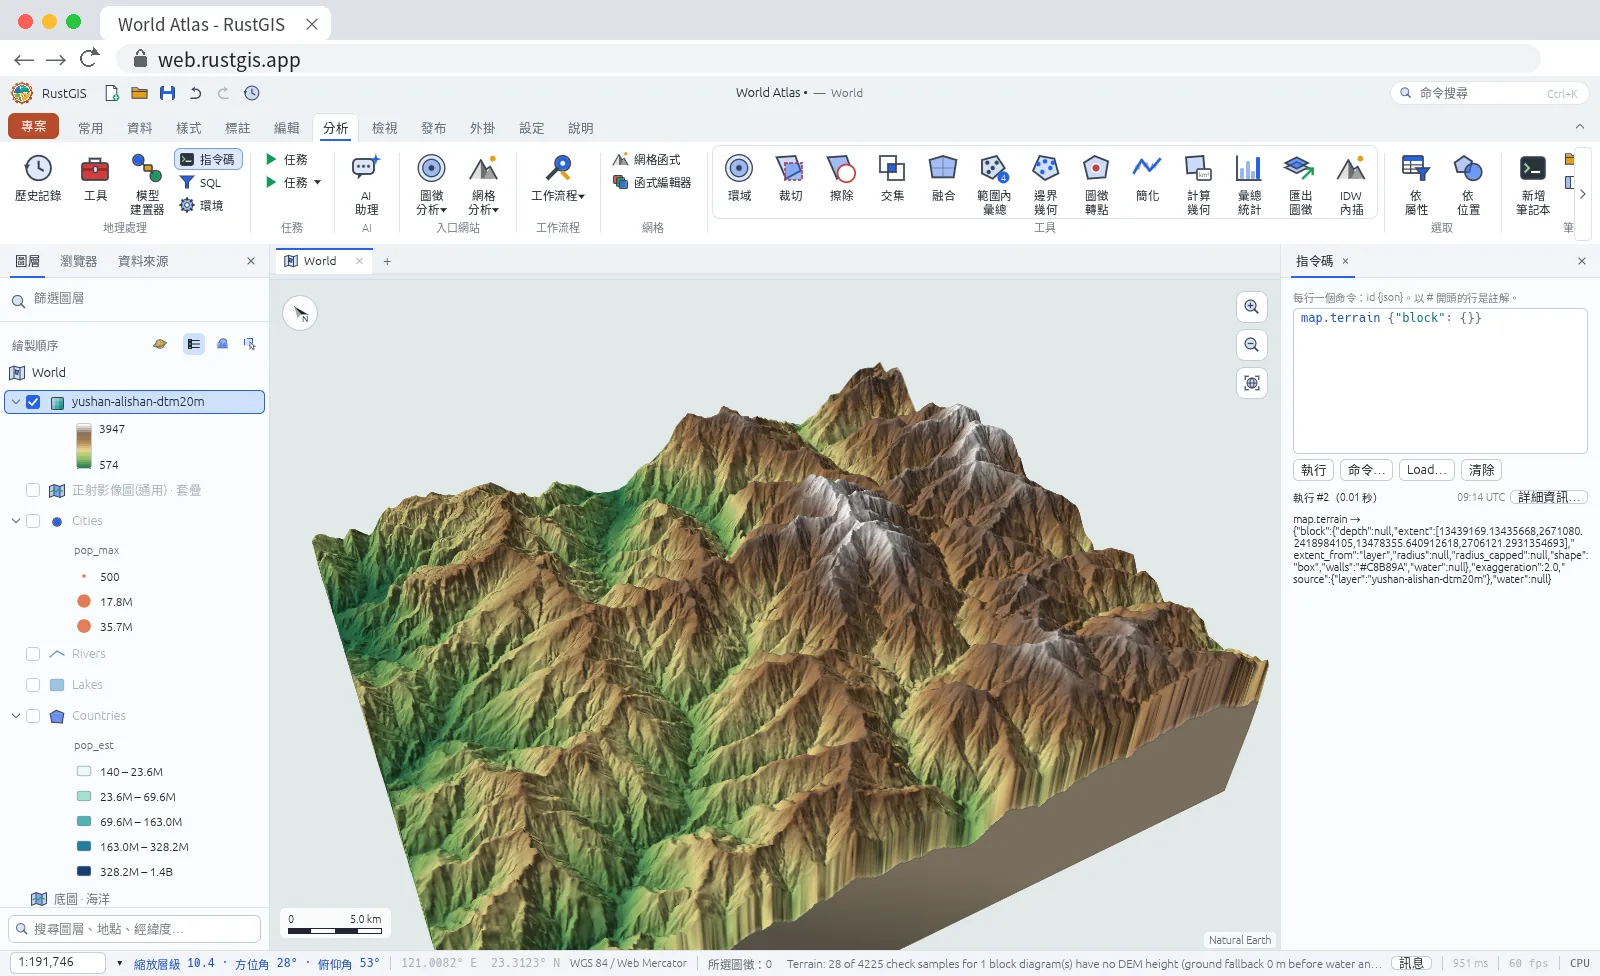 World Atlas - RustGIS
web.rustgis.app
RustGIS
World Atlas • — World
命令搜尋 Ctrl+K
專案 常用 資料 樣式 標註 編輯 分析 檢視 發布 外掛 設定 說明
歷史記錄
工具
模型
建置器
指令碼
SQL
環境
地理處理
任務
任務
任務
AI
助理
AI
圖徵
分析
網格
分析
入口網站
工作流程
工作流程
網格函式
函式編輯器
網格
環域
裁切
擦除
交集
融合
範圍內
彙總
邊界
幾何
圖徵
轉點
簡化
計算
幾何
彙總
統計
匯出
圖徵
IDW
內插
工具
依
屬性
依
位置
選取
新增
筆記本
筆
圖層 瀏覽器 資料來源
篩選圖層
繪製順序
World
yushan-alishan-dtm20m
3947
574
正射影像圖(通用) · 套疊
Cities
pop_max
500
17.8M
35.7M
Rivers
Lakes
Countries
pop_est
140 – 23.6M
23.6M – 69.6M
69.6M – 163.0M
163.0M – 328.2M
328.2M – 1.4B
底圖 · 海洋
搜尋圖層、地點、經緯度…
World
N
0 5.0 km
Natural Earth
指令碼
每行一個命令：id {json}。以 # 開頭的行是註解。
map.terrain {"block": {}}
執行 命令… Load… 清除
執行 #2 (0.01 秒) 09:14 UTC 詳細資訊…
map.terrain →
{"block":{"depth":null,"extent":[13439169.13435668,2671080.
2418984105,13478355.640912618,2706121.2931354693],"
extent_from":"layer","radius":null,"radius_capped":null,"shape":
"box","walls":"#C8B89A","water":null},"exaggeration":2.0,"
source":{"layer":"yushan-alishan-dtm20m"},"water":null}
1:191,746 縮放層級 10.4 · 方位角 28° · 俯仰角 53° 121.0082° E 23.3123° N WGS 84 / Web Mercator 所選圖徵：0 Terrain: 28 of 4225 check samples for 1 block diagram(s) have no DEM height (ground fallback 0 m before water an… 訊息 951 ms 60 fps CPU